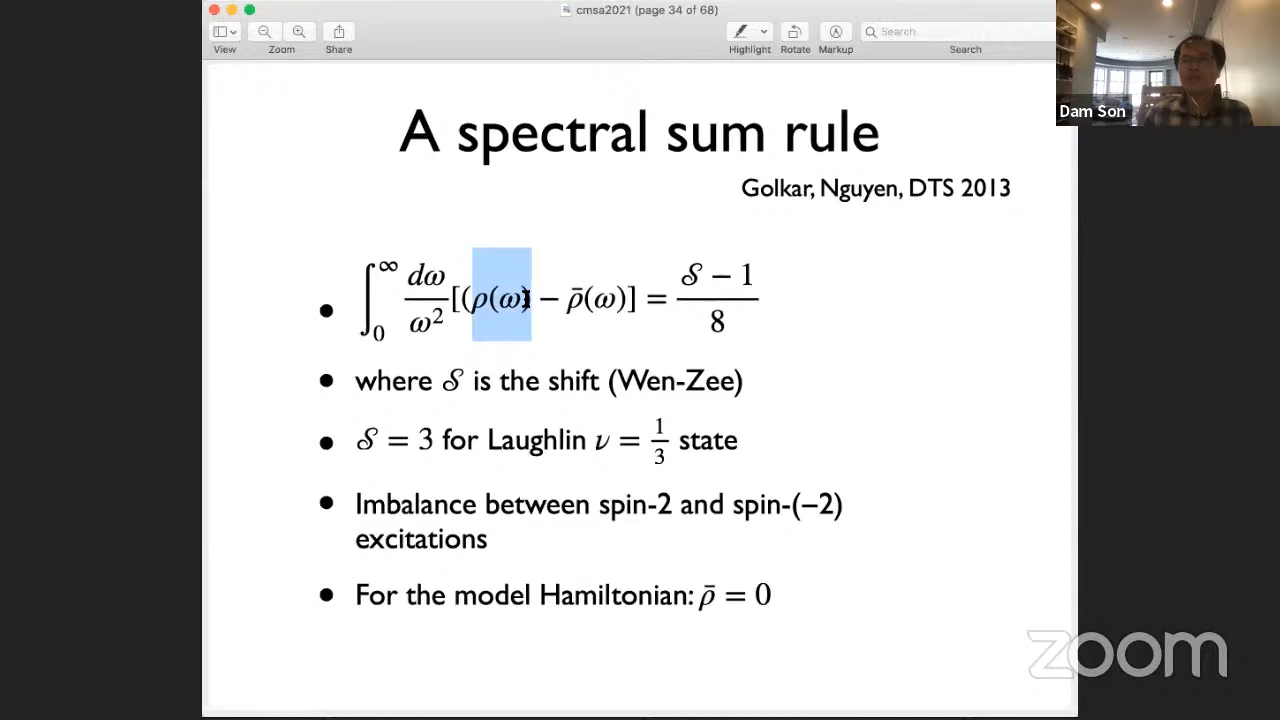 cmsa2021 (page 34 of 68)
View
Zoom
Share
Highlight
Rotate
Markup
Search
Search
Dam Son
A spectral sum rule
Golkar, Nguyen, DTS 2013
• ∫₀^∞ dω/ω² [(ρ(ω) − ρ̄(ω)] = (𝒮 − 1)/8
• where 𝒮 is the shift (Wen-Zee)
• 𝒮 = 3 for Laughlin ν = 1/3 state
• Imbalance between spin-2 and spin-(−2)
excitations
• For the model Hamiltonian: ρ̄ = 0
zoom